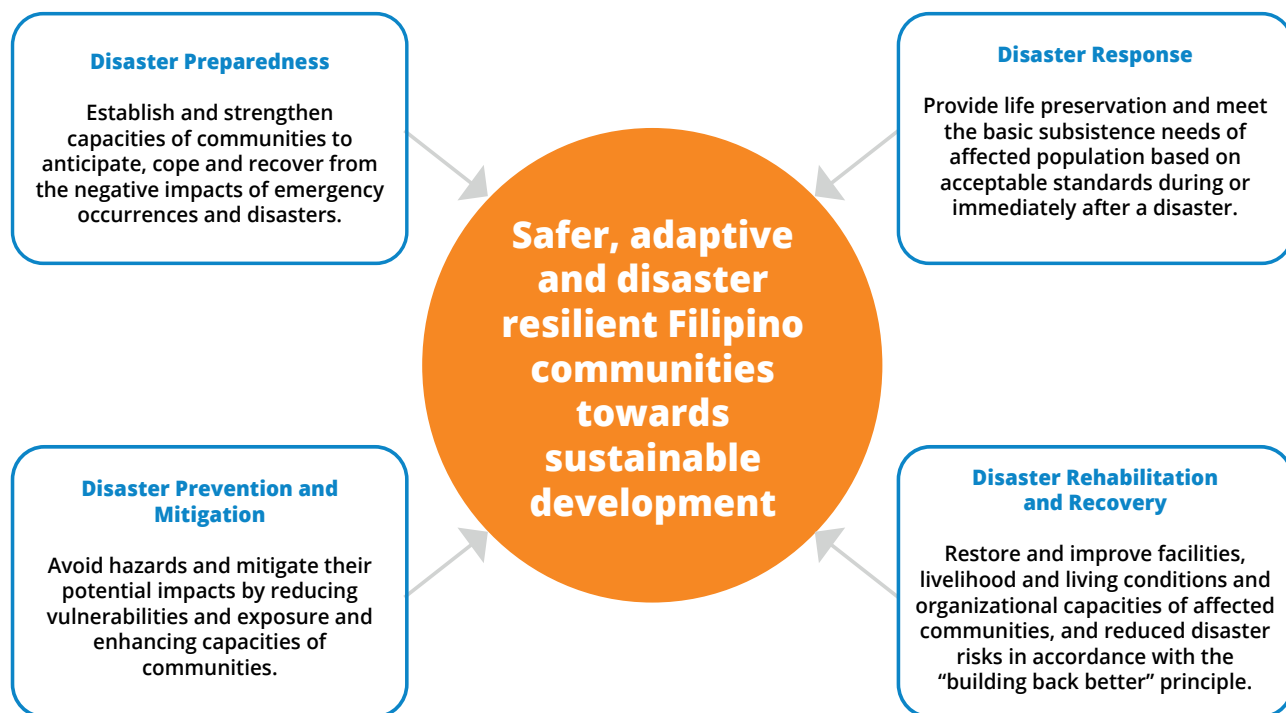 Disaster Preparedness
Establish and strengthen
capacities of communities to
anticipate, cope and recover from
the negative impacts of emergency
occurrences and disasters.
Disaster Response
Provide life preservation and meet
the basic subsistence needs of
affected population based on
acceptable standards during or
immediately after a disaster.
Safer, adaptive
and disaster
resilient Filipino
communities
towards
sustainable
development
Disaster Prevention and
Mitigation
Avoid hazards and mitigate their
potential impacts by reducing
vulnerabilities and exposure and
enhancing capacities of
communities.
Disaster Rehabilitation
and Recovery
Restore and improve facilities,
livelihood and living conditions and
organizational capacities of affected
communities, and reduced disaster
risks in accordance with the
“building back better” principle.